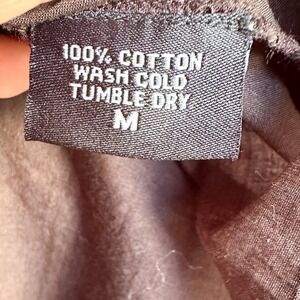 100% COTTON
WASH COLD
TUMBLE DRY
M